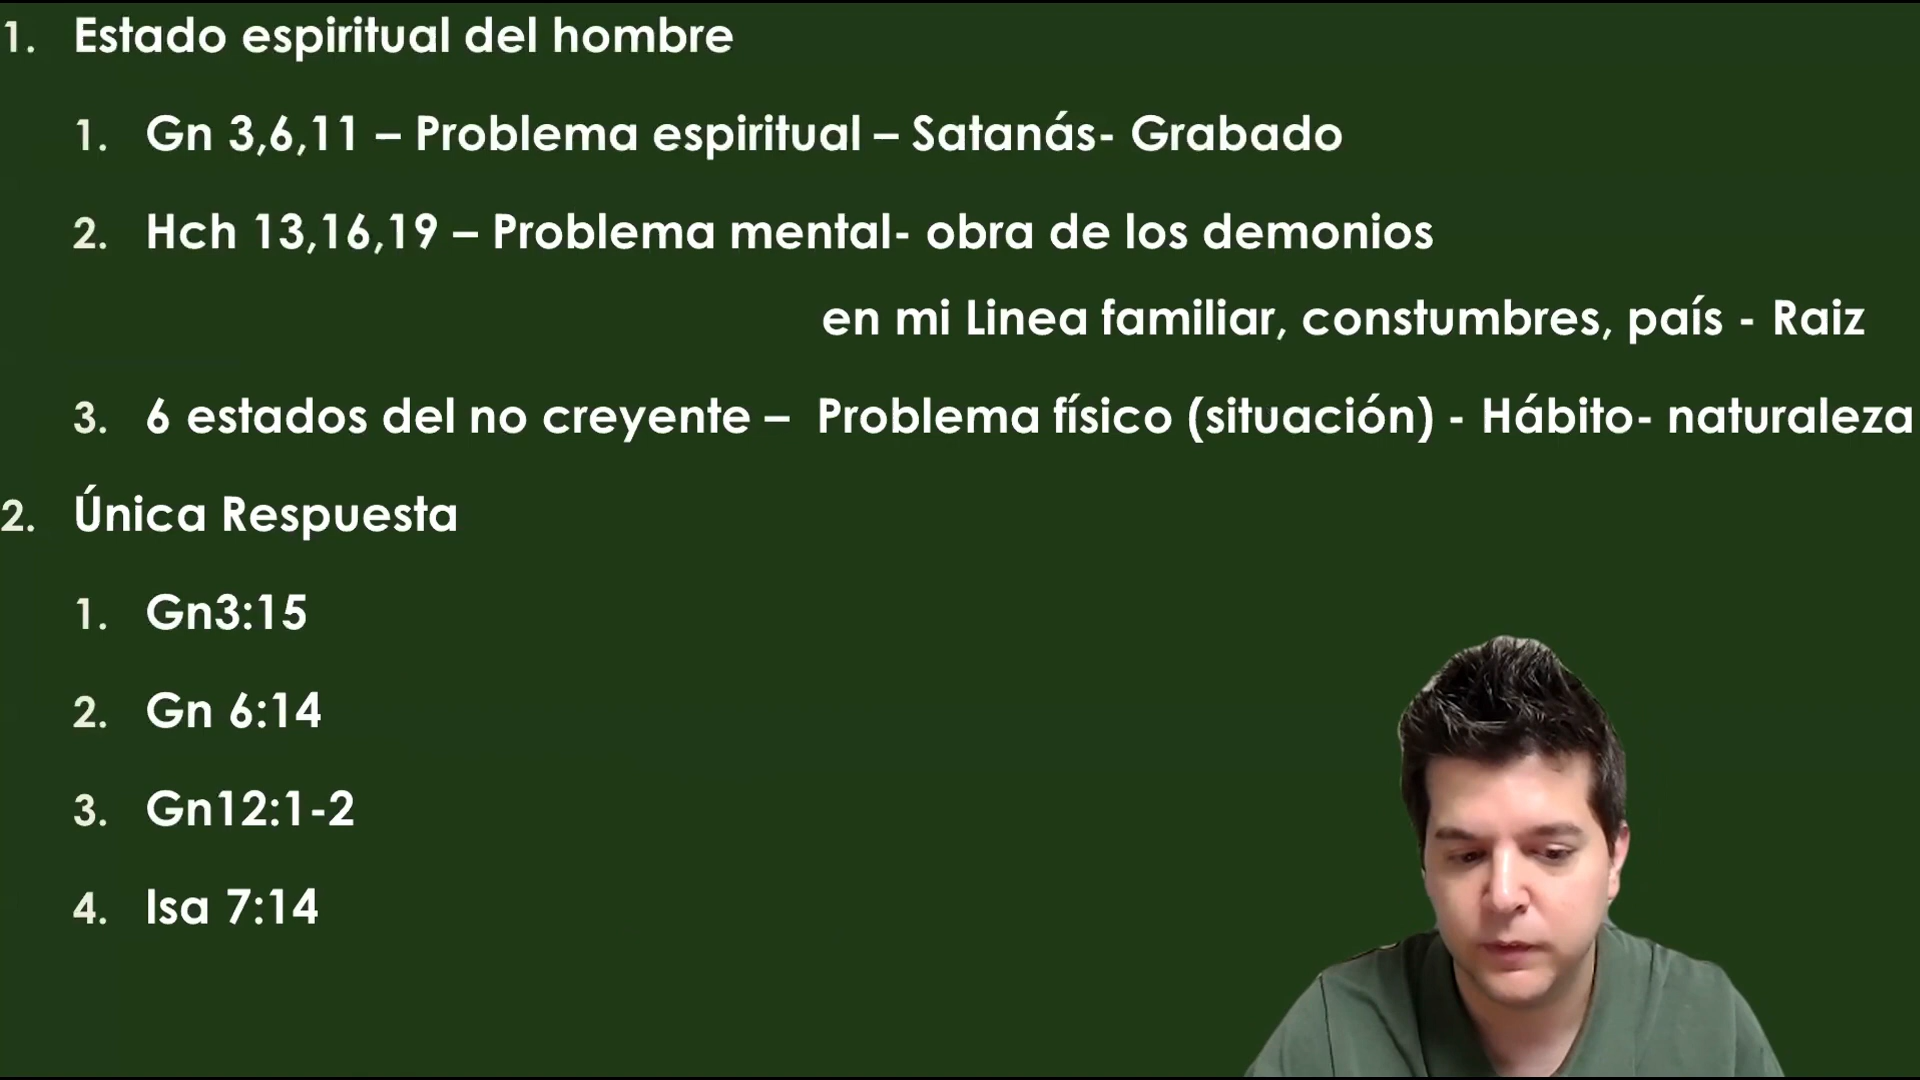 1. Estado espiritual del hombre
1. Gn 3,6,11 – Problema espiritual – Satanás- Grabado
2. Hch 13,16,19 – Problema mental- obra de los demonios
en mi Linea familiar, constumbres, país - Raiz
3. 6 estados del no creyente – Problema físico (situación) - Hábito- naturaleza
2. Única Respuesta
1. Gn3:15
2. Gn 6:14
3. Gn12:1-2
4. Isa 7:14